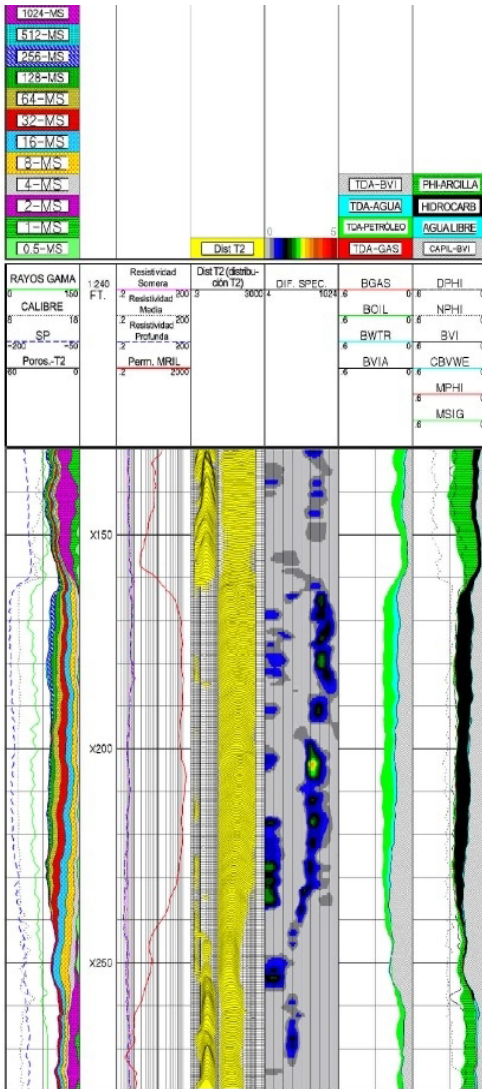 1024-MS
512-MS
256-MS
128-MS
64-MS
32-MS
16-MS
8-MS
4-MS
2-MS
1-MS
0.5-MS
Dist T2
0 5
TDA-BVI
TDA-AGUA
TDA-PETRÓLEO
TDA-GAS
PHI-ARCILLA
HIDROCARB
AGUA LIBRE
CAPIL-BVI
RAYOS GAMA
0 150
CALIBRE
SP
-200 -50
Poros.-T2
60 0
1:240
FT.
Resistividad
Somera
.2 200
Resistividad
Media
.2 200
Resistividad
Profunda
.2 200
Perm. MRIL
.2 2000
Dist T2 (distribu-
ción T2)
.3 3000
DIF. SPEC.
4 1024
BGAS
.6 0
BOIL
.6 0
BWTR
.6 0
BVIA
.6 0
DPHI
.6 0
NPHI
.6 0
BVI
.6 0
CBVWE
.6 0
MPHI
.6 0
MSIG
.6 0
X150
X200
X250